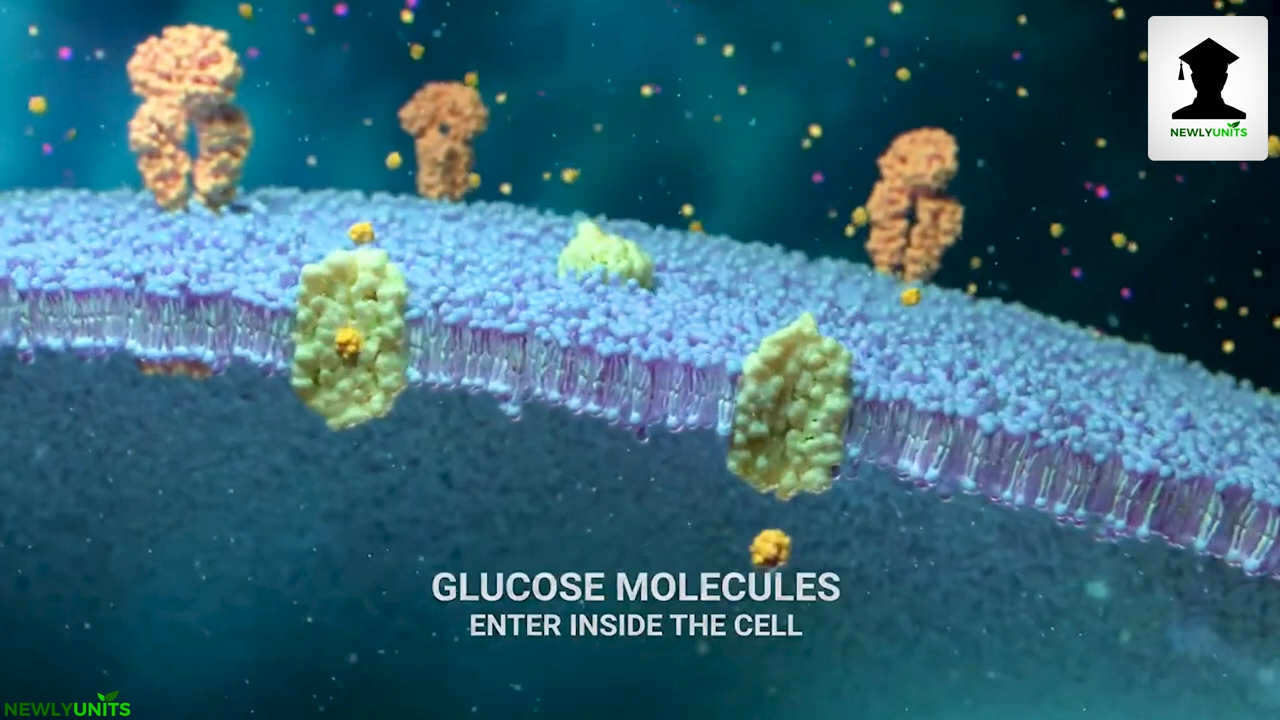 NEWLYUNITS
GLUCOSE MOLECULES
ENTER INSIDE THE CELL
NEWLYUNITS